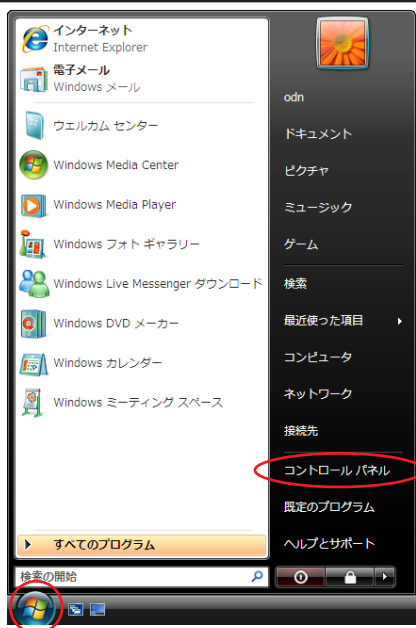 インターネット
Internet Explorer
電子メール
Windows メール
ウェルカム センター
Windows Media Center
Windows Media Player
Windows フォト ギャラリー
Windows Live Messenger ダウンロード
Windows DVD メーカー
Windows カレンダー
Windows ミーティング スペース
すべてのプログラム
検索の開始
odn
ドキュメント
ピクチャ
ミュージック
ゲーム
検索
最近使った項目
コンピュータ
ネットワーク
接続先
コントロール パネル
既定のプログラム
ヘルプとサポート